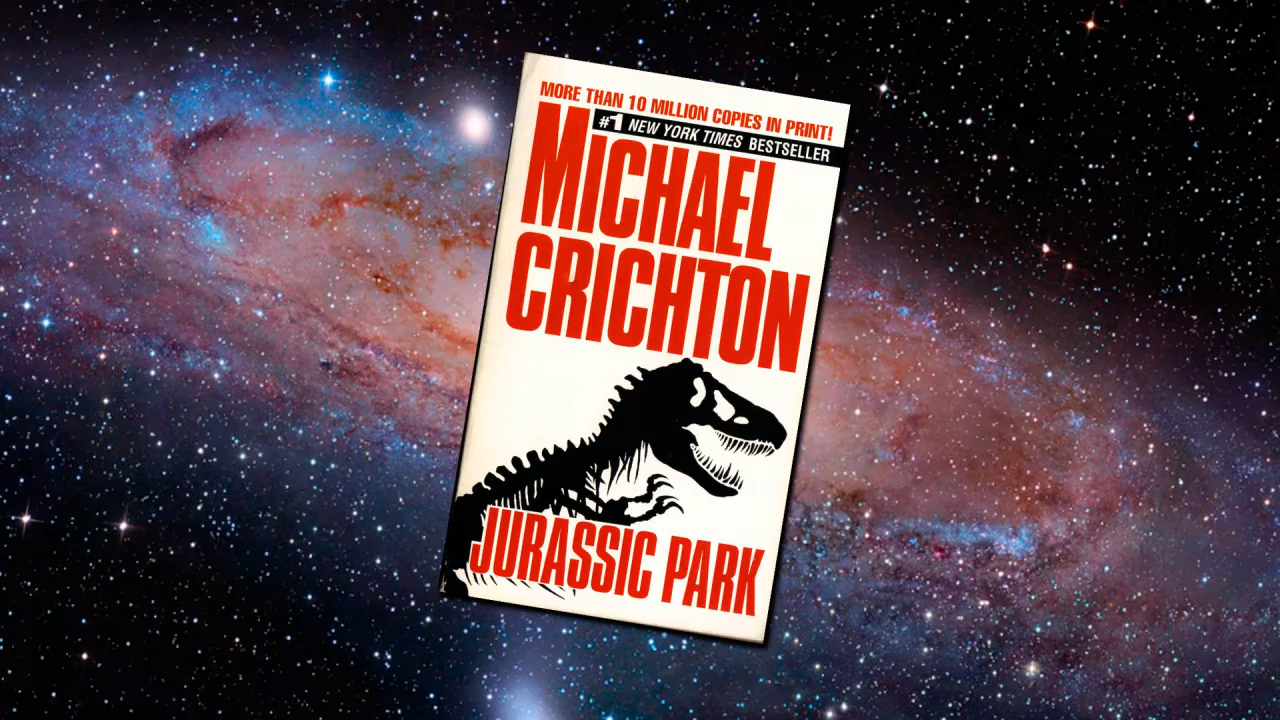 MORE THAN 10 MILLION COPIES IN PRINT!
#1 NEW YORK TIMES BESTSELLER
MICHAEL
CRICHTON
JURASSIC PARK